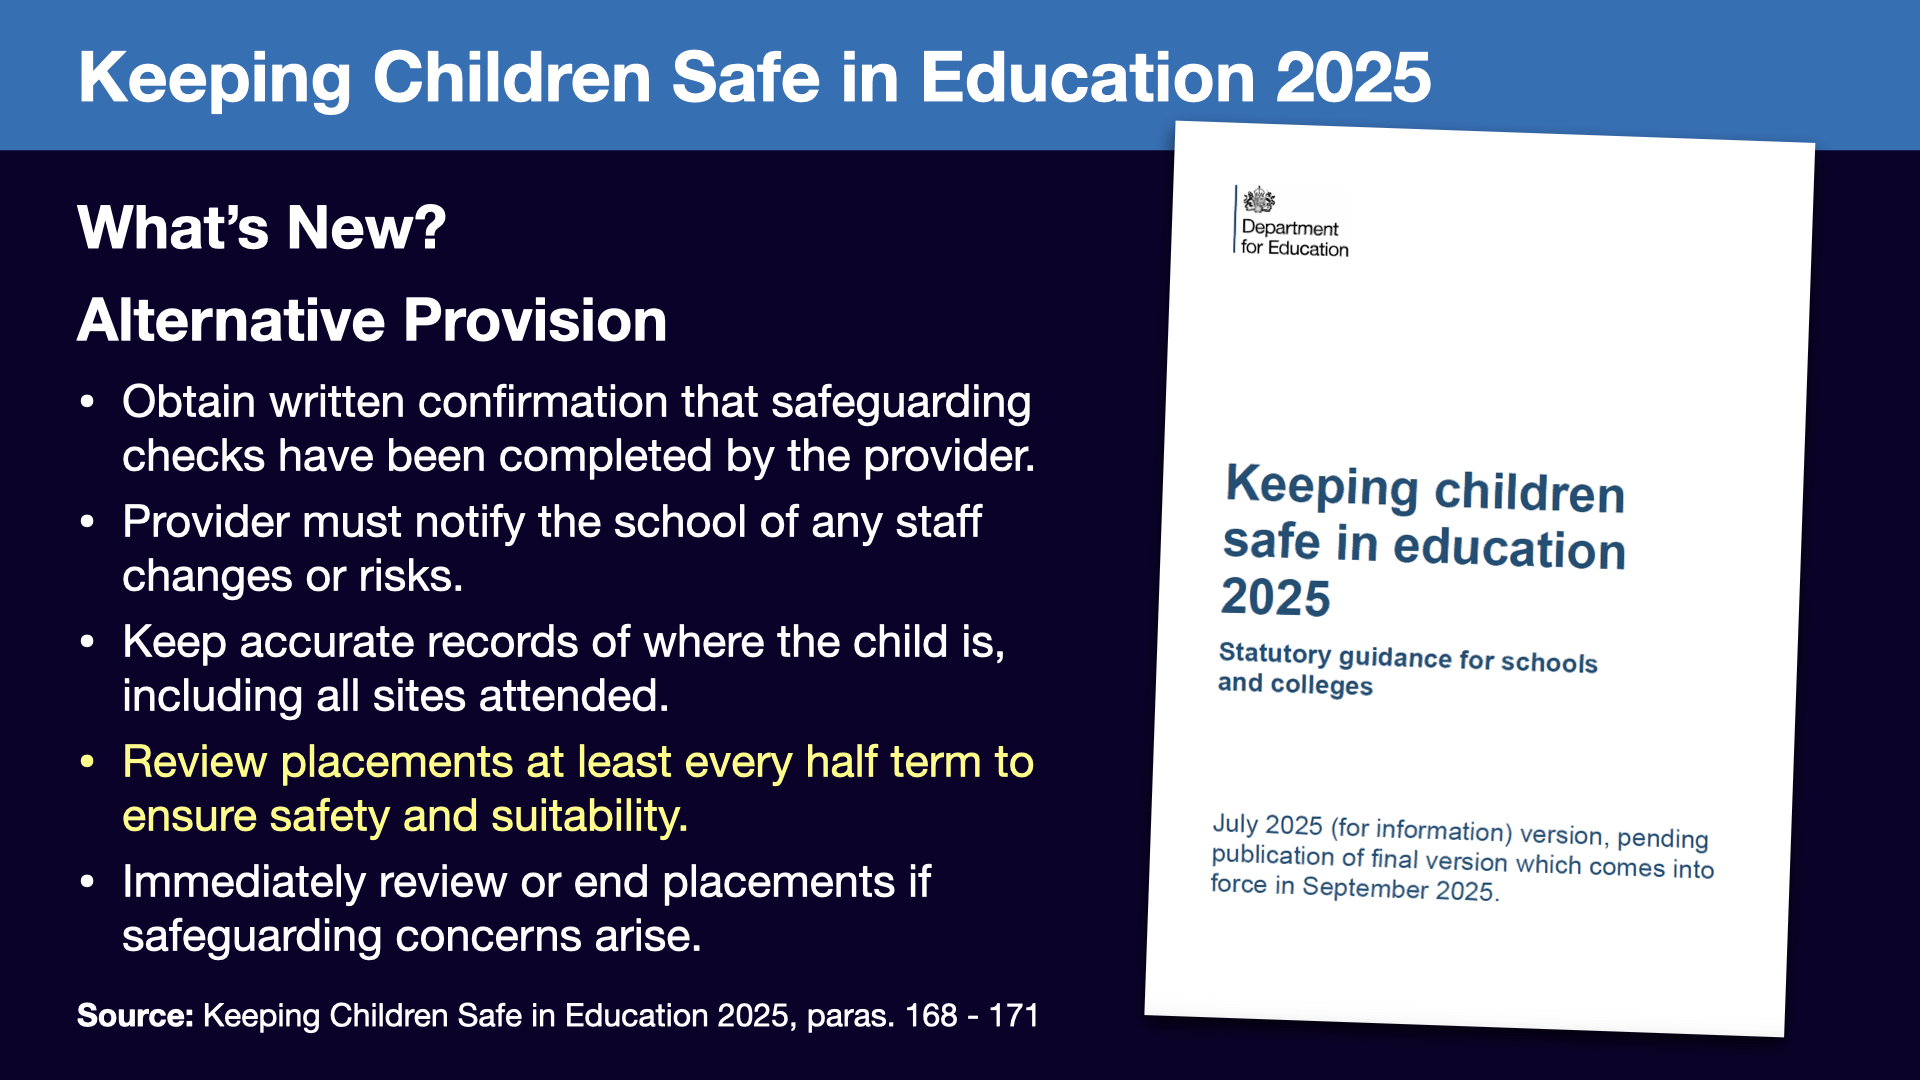 Keeping Children Safe in Education 2025
What’s New?
Alternative Provision
• Obtain written confirmation that safeguarding
checks have been completed by the provider.
• Provider must notify the school of any staff
changes or risks.
• Keep accurate records of where the child is,
including all sites attended.
• Review placements at least every half term to
ensure safety and suitability.
• Immediately review or end placements if
safeguarding concerns arise.
Source: Keeping Children Safe in Education 2025, paras. 168 - 171
Department
for Education
Keeping children
safe in education
2025
Statutory guidance for schools
and colleges
July 2025 (for information) version, pending
publication of final version which comes into
force in September 2025.